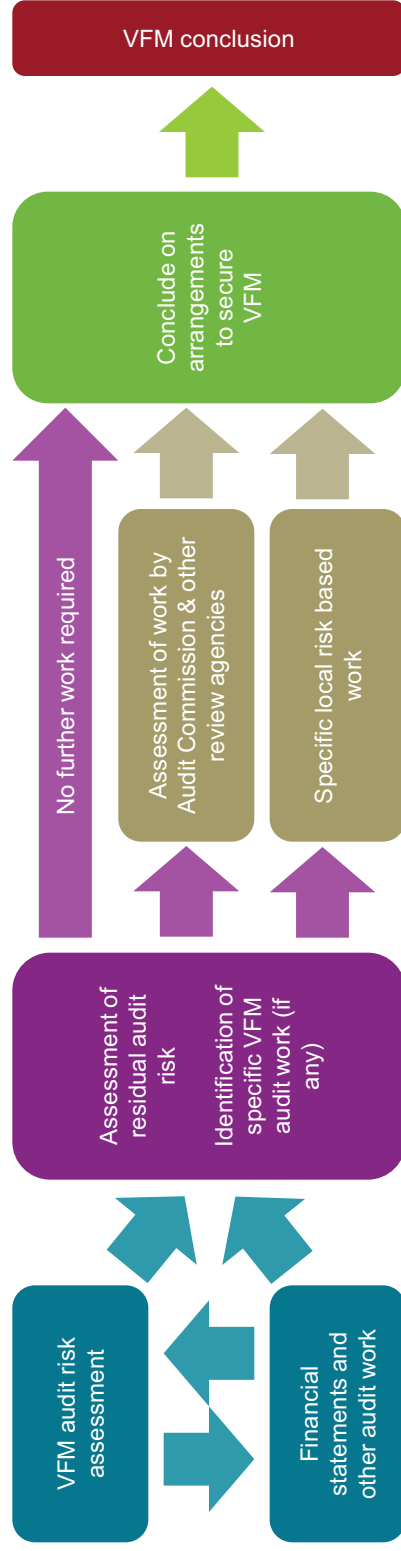 VFM audit risk
assessment
Financial
statements and
other audit work
Assessment of
residual audit
risk
Identification of
specific VFM
audit work (if
any)
No further work required
Assessment of work by
Audit Commission & other
review agencies
Specific local risk based
work
Conclude on
arrangements
to secure
VFM
VFM conclusion